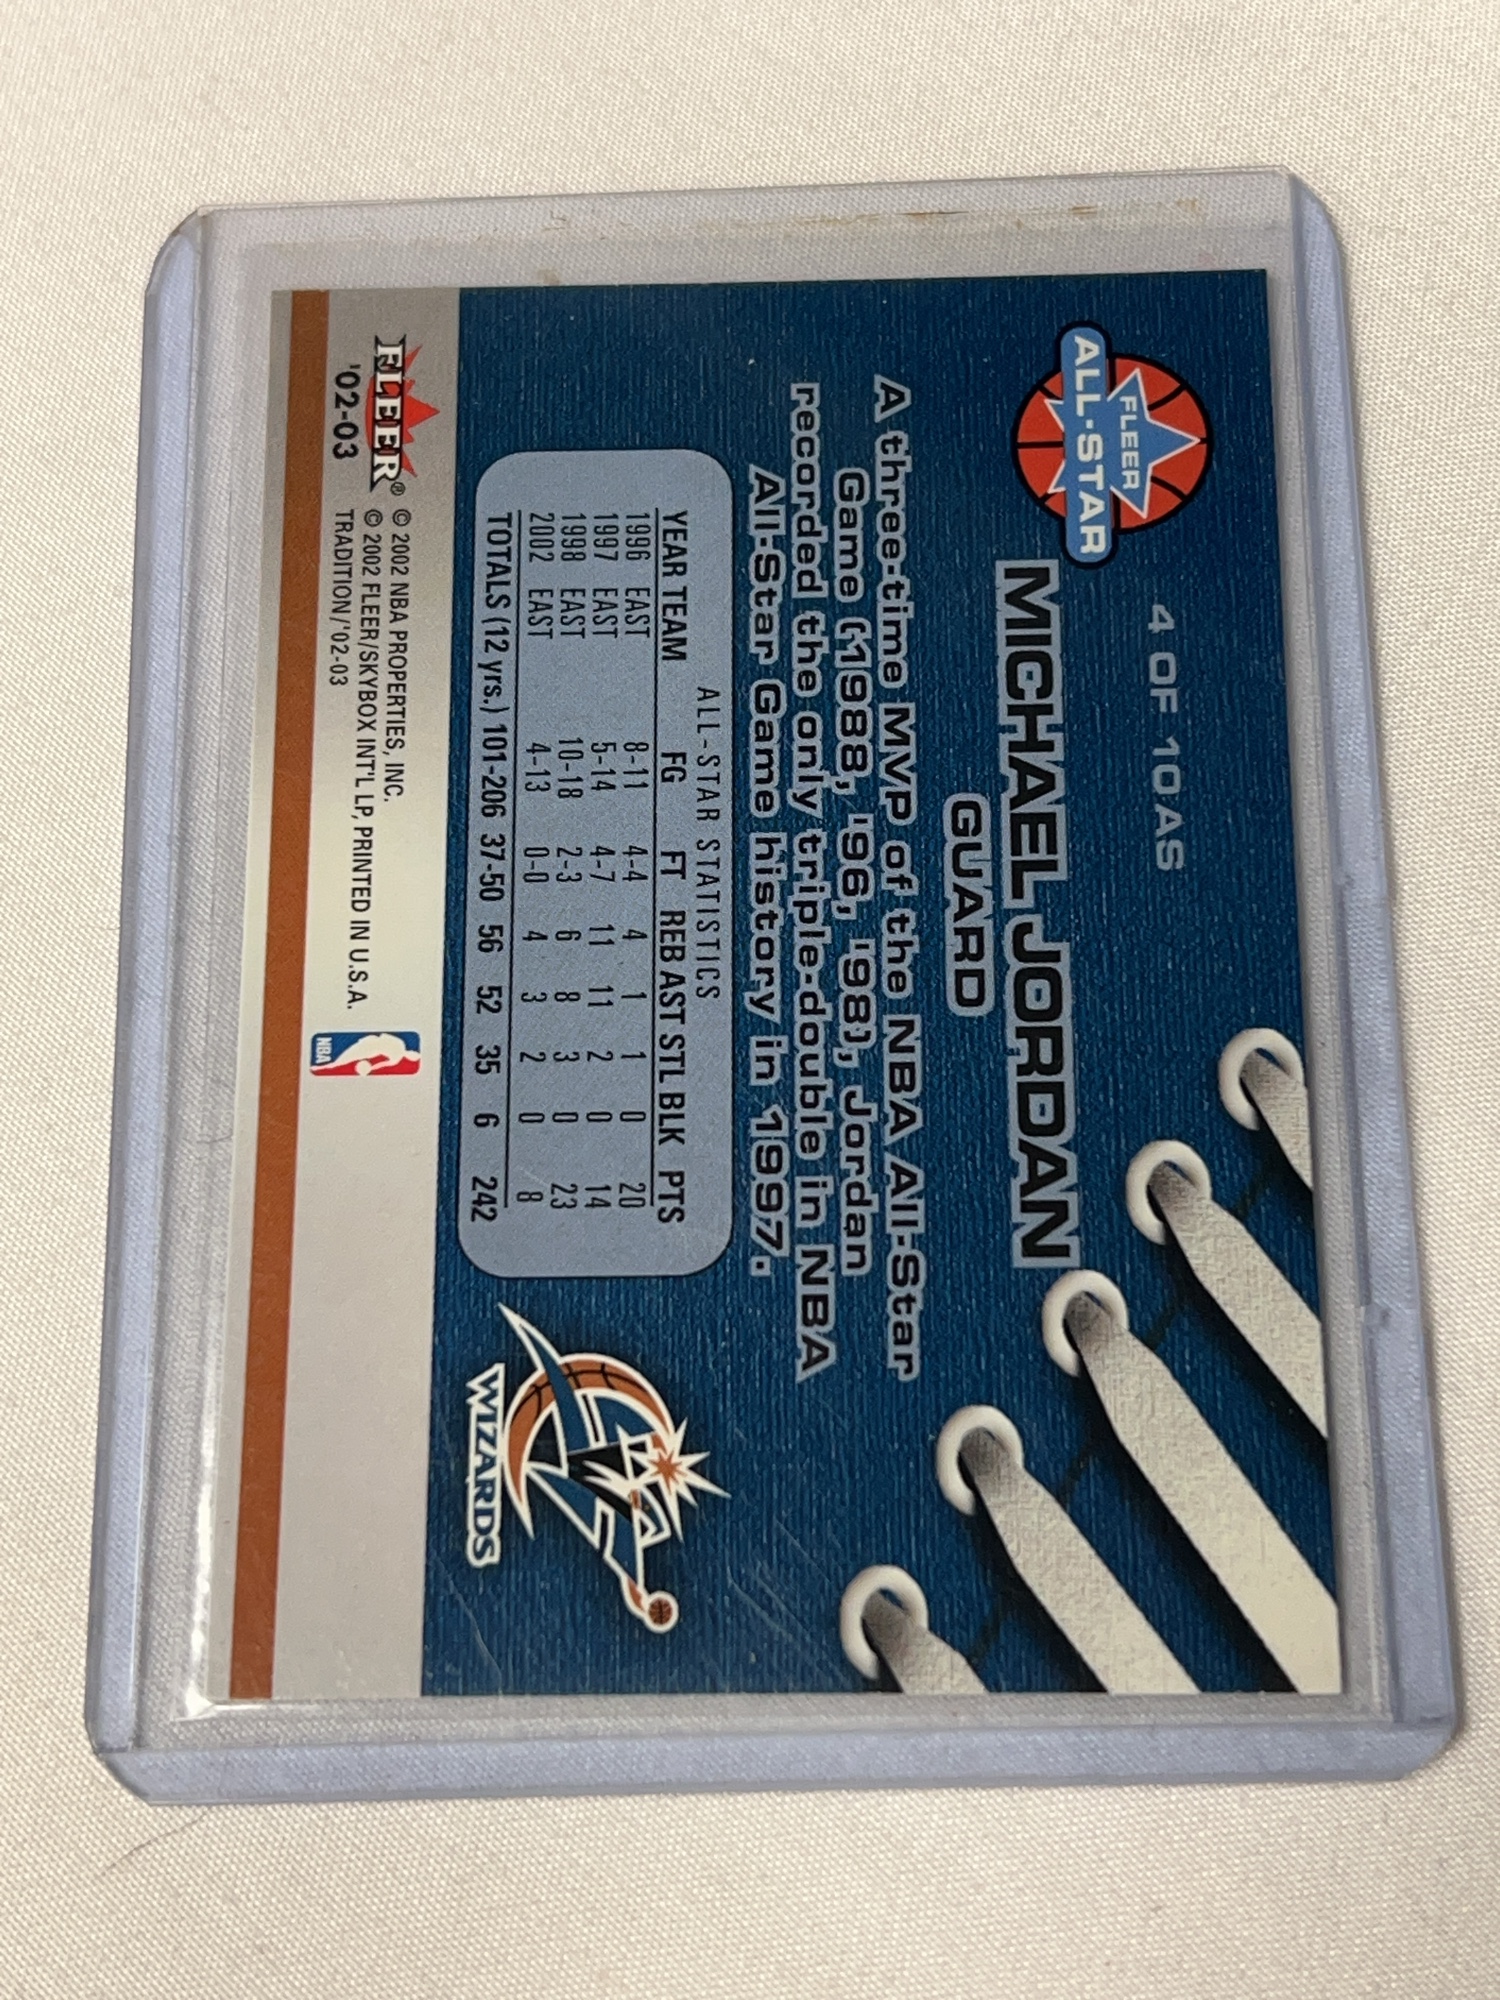 FLEER
ALL-STAR
4 OF 10 AS
MICHAEL JORDAN
GUARD
A three-time MVP of the NBA All-Star
Game (1988, '96, '98), Jordan
recorded the only triple-double in NBA
All-Star Game history in 1997.
ALL-STAR STATISTICS
YEAR TEAM FG FT REB AST STL BLK PTS
1996 EAST 8-11 4-4 4 1 1 0 20
1997 EAST 5-14 4-7 11 11 2 0 14
1998 EAST 10-18 2-3 6 8 3 0 23
2002 EAST 4-13 0-0 4 3 2 0 8
TOTALS (12 yrs.) 101-206 37-50 56 52 35 6 242
WIZARDS
FLEER®
'02-03
© 2002 NBA PROPERTIES, INC.
© 2002 FLEER/SKYBOX INT'L LP, PRINTED IN U.S.A.
TRADITION/'02-03
NBA